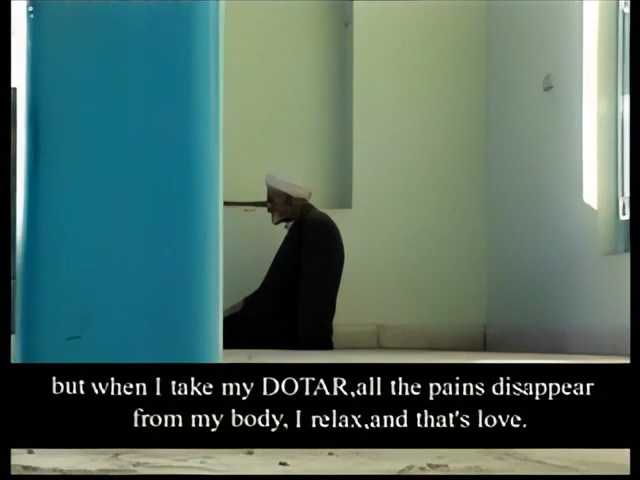 but when I take my DOTAR,all the pains disappear
from my body, I relax,and that's love.